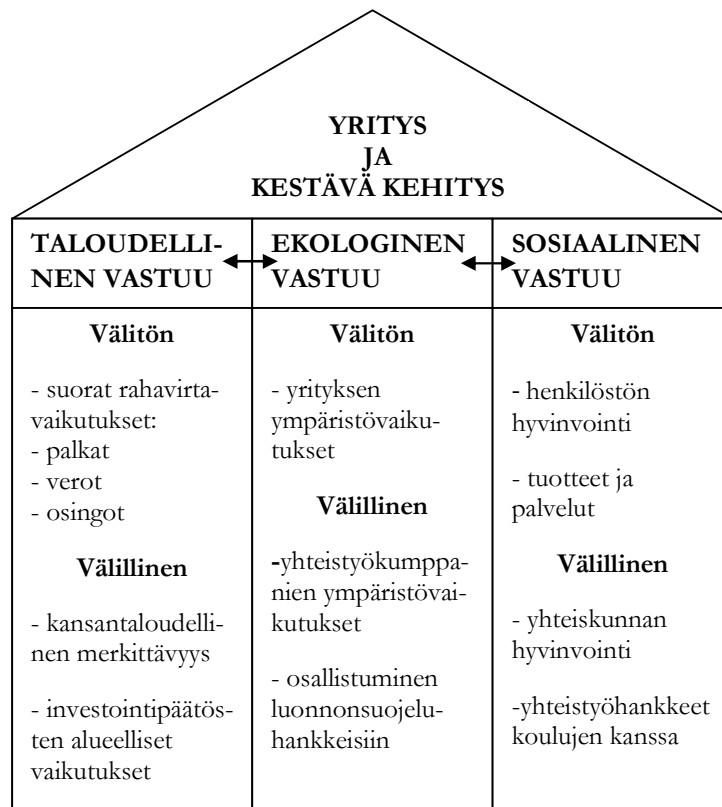 YRITYS
JA
KESTÄVÄ KEHITYS
TALOUDELLI-
NEN VASTUU
EKOLOGINEN
VASTUU
SOSIAALINEN
VASTUU
Välitön
- suorat rahavirta-
vaikutukset:
- palkat
- verot
- osingot
Välillinen
- kansantaloudelli-
nen merkittävyys
- investointipäätös-
ten alueelliset
vaikutukset
Välitön
- yrityksen
ympäristövaiku-
tukset
Välillinen
-yhteistyökumppa-
nien ympäristövai-
kutukset
- osallistuminen
luonnonsuojelu-
hankkeisiin
Välitön
- henkilöstön
hyvinvointi
- tuotteet ja
palvelut
Välillinen
- yhteiskunnan
hyvinvointi
-yhteistyöhankkeet
koulujen kanssa